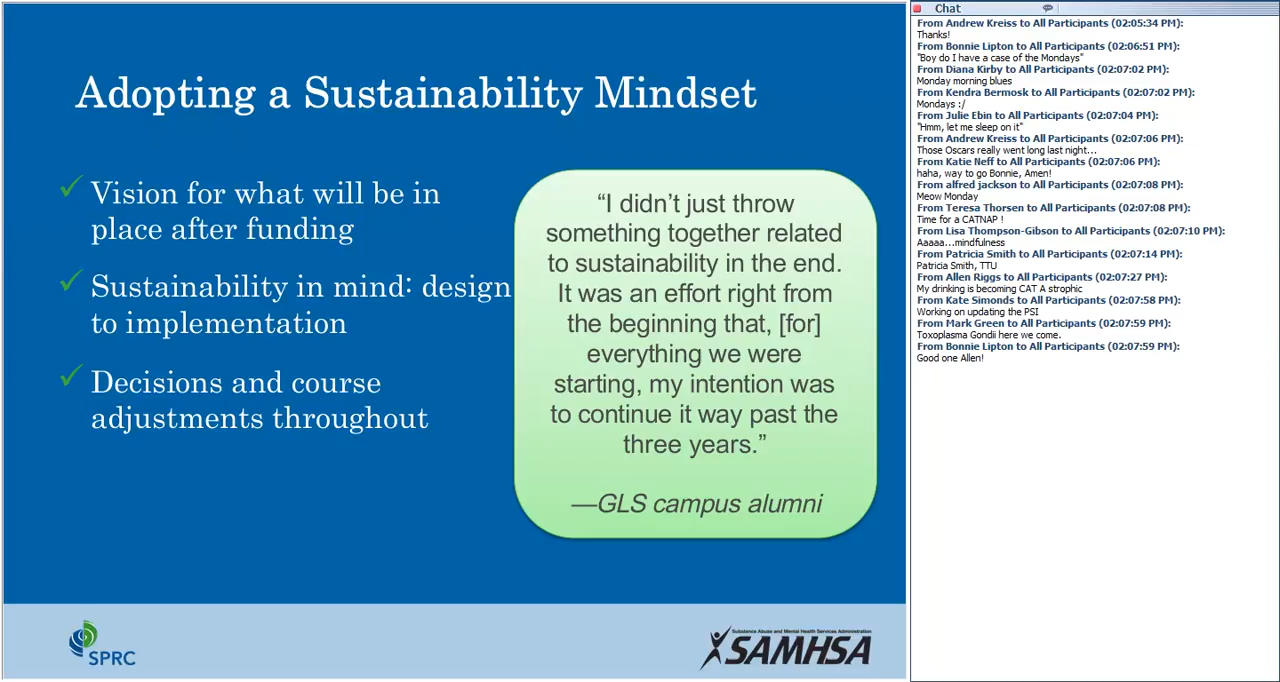 Adopting a Sustainability Mindset
Vision for what will be in
place after funding
Sustainability in mind: design
to implementation
Decisions and course
adjustments throughout
“I didn’t just throw
something together related
to sustainability in the end.
It was an effort right from
the beginning that, [for]
everything we were
starting, my intention was
to continue it way past the
three years.”
—GLS campus alumni
SPRC
Substance Abuse and Mental Health Services Administration
SAMHSA
Chat
From Andrew Kreiss to All Participants (02:05:34 PM):
Thanks!
From Bonnie Lipton to All Participants (02:06:51 PM):
"Boy do I have a case of the Mondays"
From Diana Kirby to All Participants (02:07:02 PM):
Monday morning blues
From Kendra Bermosk to All Participants (02:07:02 PM):
Mondays :/
From Julie Ebin to All Participants (02:07:04 PM):
"Hmm, let me sleep on it"
From Andrew Kreiss to All Participants (02:07:06 PM):
Those Oscars really went long last night...
From Katie Neff to All Participants (02:07:06 PM):
haha, way to go Bonnie, Amen!
From alfred jackson to All Participants (02:07:08 PM):
Meow Monday
From Teresa Thorsen to All Participants (02:07:08 PM):
Time for a CATNAP !
From Lisa Thompson-Gibson to All Participants (02:07:10 PM):
Aaaaa...mindfulness
From Patricia Smith to All Participants (02:07:14 PM):
Patricia Smith, TTU
From Allen Riggs to All Participants (02:07:27 PM):
My drinking is becoming CAT A strophic
From Kate Simonds to All Participants (02:07:58 PM):
Working on updating the PSI
From Mark Green to All Participants (02:07:59 PM):
Toxoplasma Gondii here we come.
From Bonnie Lipton to All Participants (02:07:59 PM):
Good one Allen!